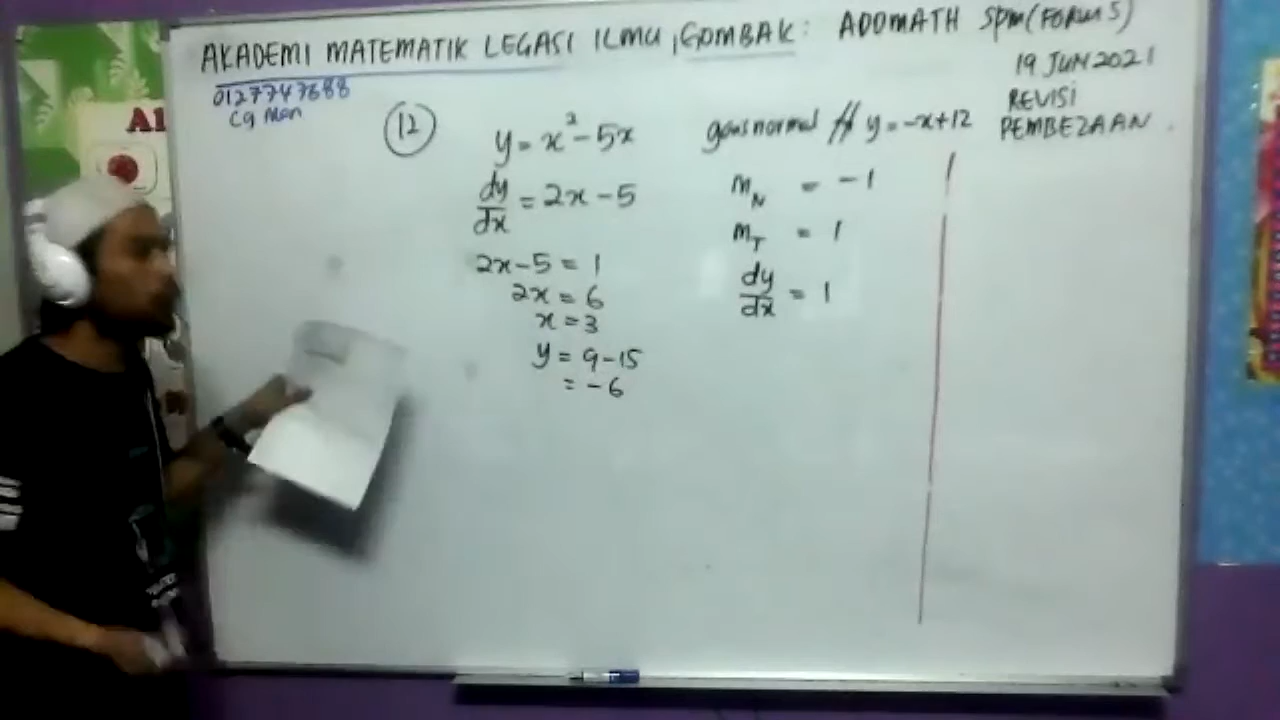 AKADEMI MATEMATIK LEGASI ILMU, GOMBAK: ADDMATH SPM (FORM 5)
0127747688
Cg Man
19 JUN 2021
REVISI
PEMBEZAAN.
12
y = x² - 5x
dy/dx = 2x - 5
2x - 5 = 1
2x = 6
x = 3
y = 9 - 15
= -6
garis normal // y = -x + 12
m_N = -1
m_T = 1
dy/dx = 1